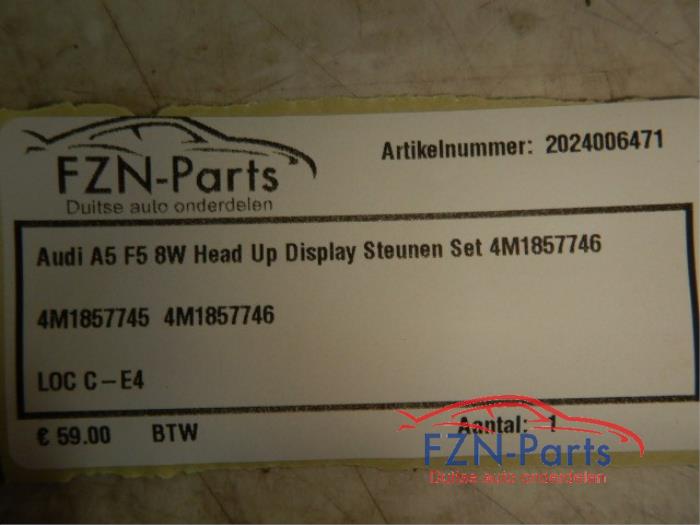 FZN-Parts
Duitse auto onderdelen
Artikelnummer: 2024006471
Audi A5 F5 8W Head Up Display Steunen Set 4M1857746
4M1857745 4M1857746
LOC C-E4
€ 59.00 BTW Aantal: 1
FZN-Parts
Duitse auto onderdelen